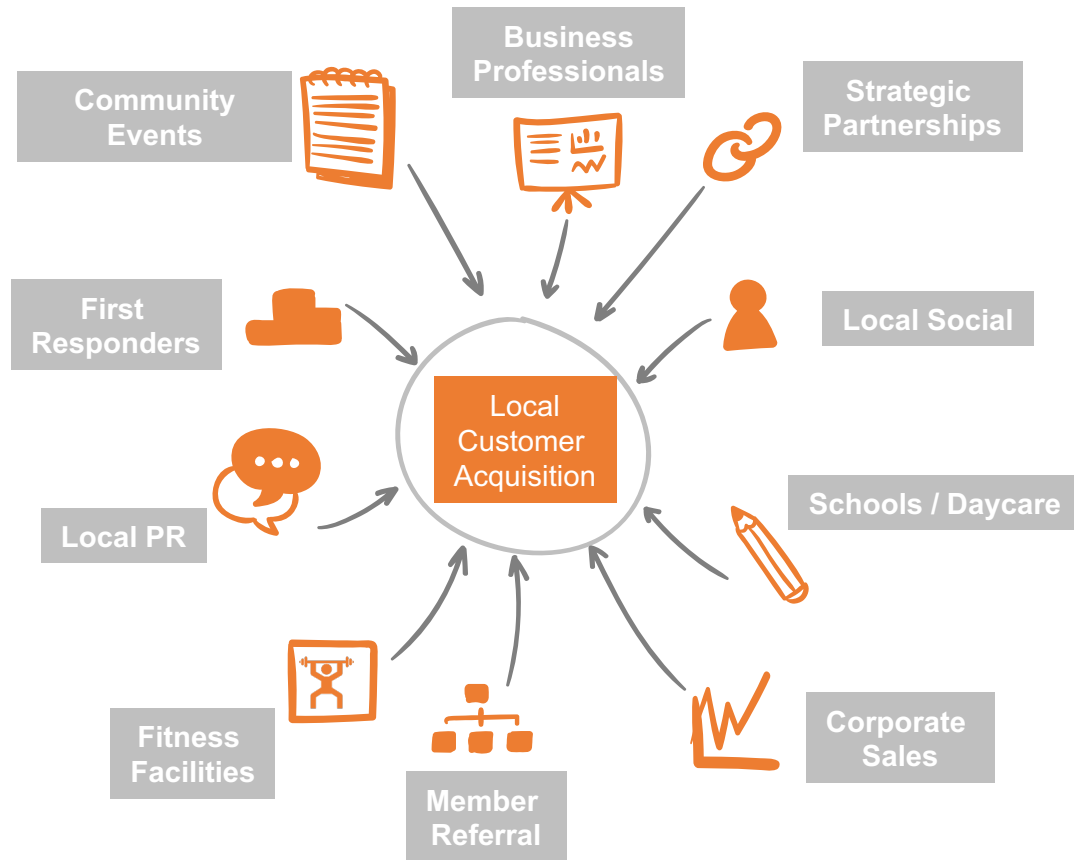 Business
Professionals
Community
Events
Strategic
Partnerships
First
Responders
Local Social
Local
Customer
Acquisition
Schools / Daycare
Local PR
Fitness
Facilities
Corporate
Sales
Member
Referral